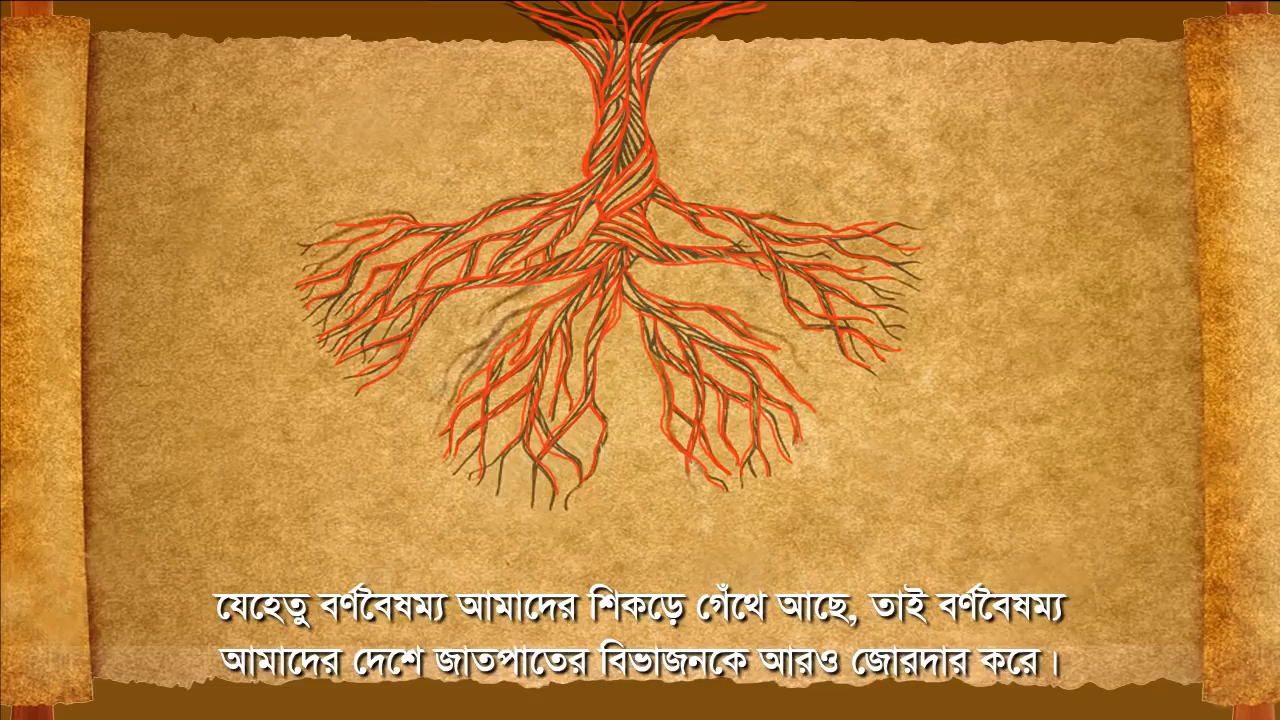 যেহেতু বর্ণবৈষম্য আমাদের শিকড়ে গেঁথে আছে, তাই বর্ণবৈষম্য
আমাদের দেশে জাতপাতের বিভাজনকে আরও জোরদার করে।